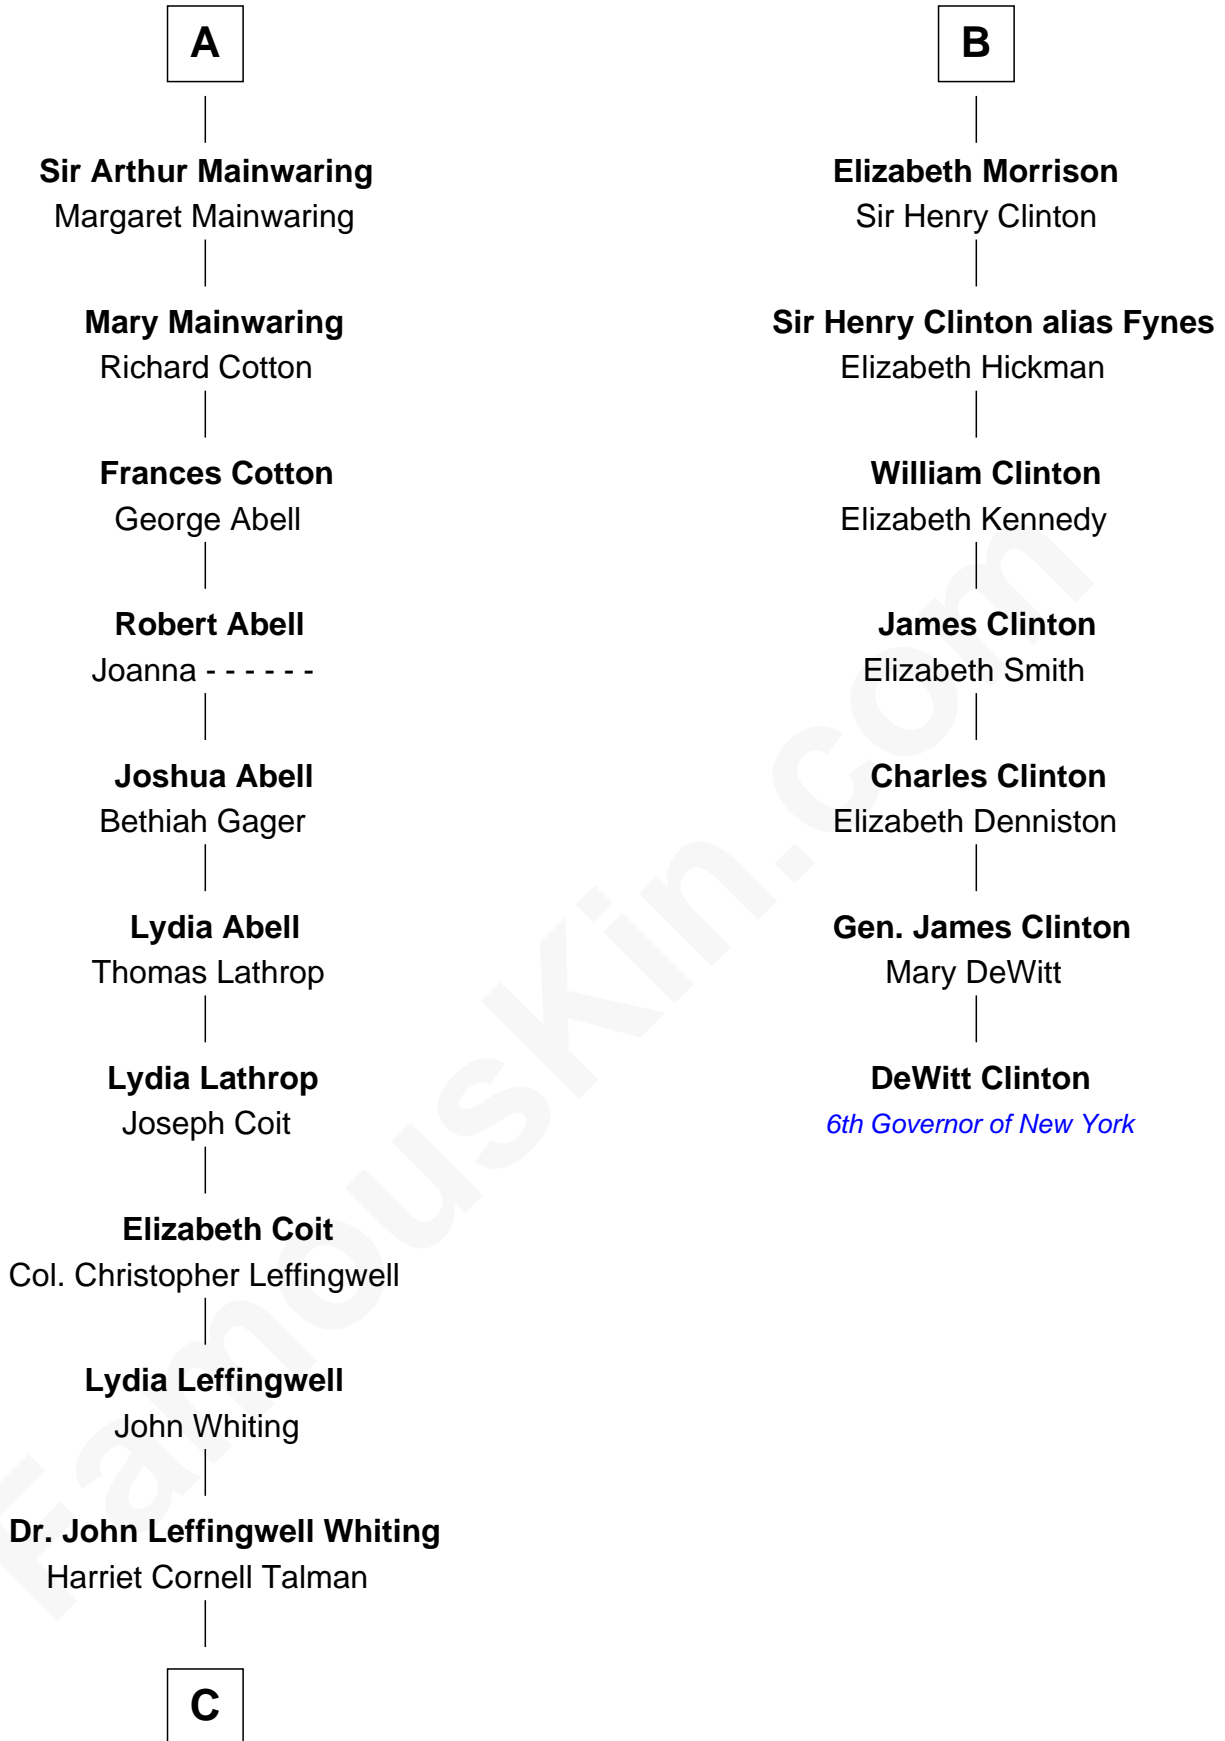 A
Sir Arthur Mainwaring
Margaret Mainwaring
Mary Mainwaring
Richard Cotton
Frances Cotton
George Abell
Robert Abell
Joanna - - - - - -
Joshua Abell
Bethiah Gager
Lydia Abell
Thomas Lathrop
Lydia Lathrop
Joseph Coit
Elizabeth Coit
Col. Christopher Leffingwell
Lydia Leffingwell
John Whiting
Dr. John Leffingwell Whiting
Harriet Cornell Talman
C
B
Elizabeth Morrison
Sir Henry Clinton
Sir Henry Clinton alias Fynes
Elizabeth Hickman
William Clinton
Elizabeth Kennedy
James Clinton
Elizabeth Smith
Charles Clinton
Elizabeth Denniston
Gen. James Clinton
Mary DeWitt
DeWitt Clinton
6th Governor of New York
FamousKin.com